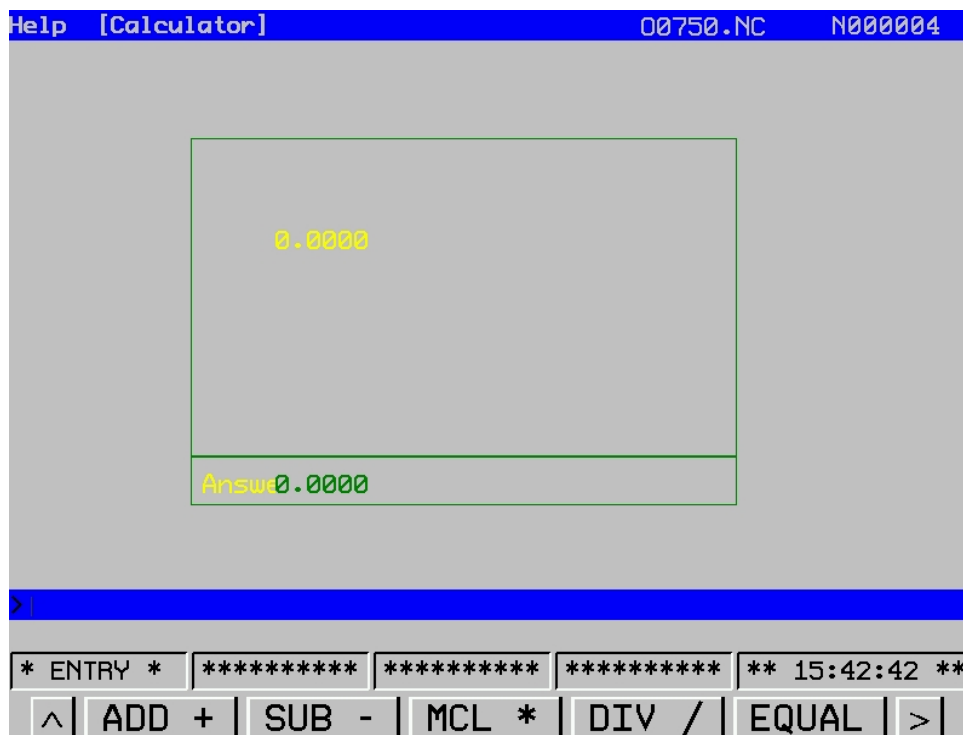 Help [Calculator] O0750.NC N000004
0.0000
Answe0.0000
>
* ENTRY * ********** ********** ********** ** 15:42:42 **
^ ADD + SUB - MCL * DIV / EQUAL >